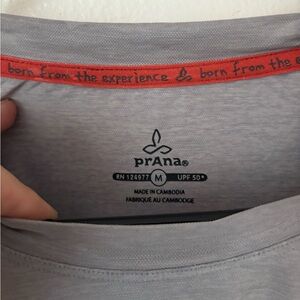 born from the experience born from the e
prAna®
RN 124977 M UPF 50+
MADE IN CAMBODIA
FABRIQUÉ AU CAMBODGE